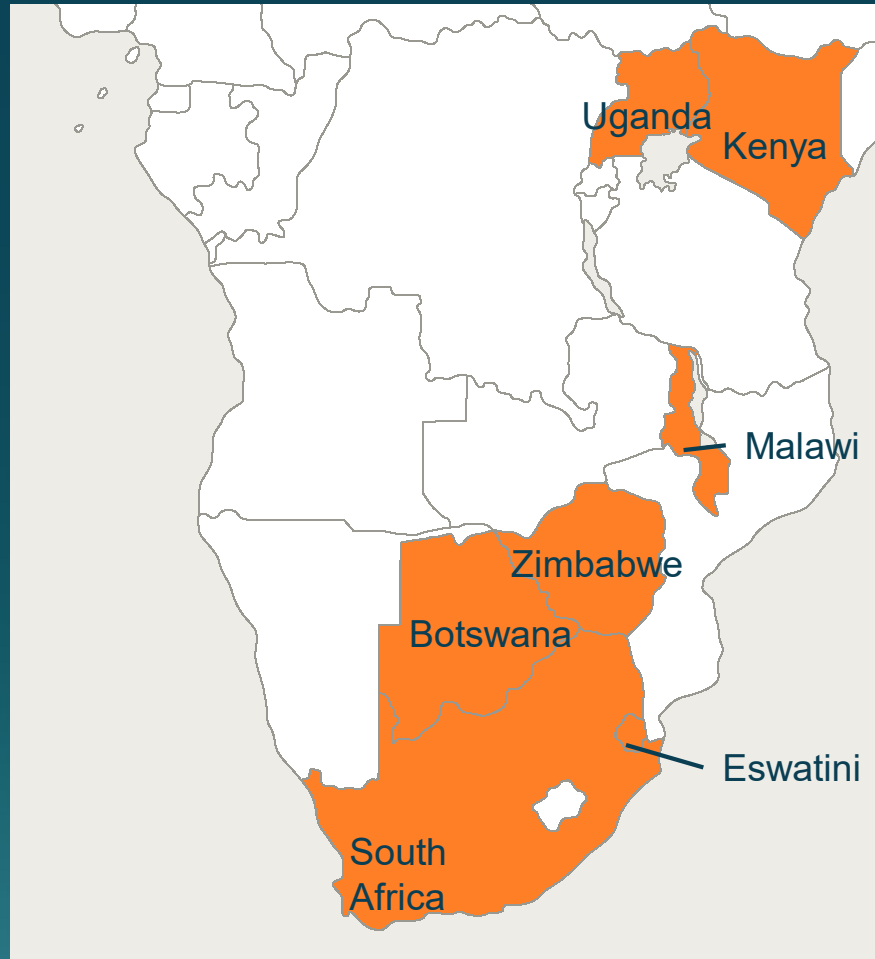 Uganda
Kenya
Malawi
Zimbabwe
Botswana
Eswatini
South
Africa